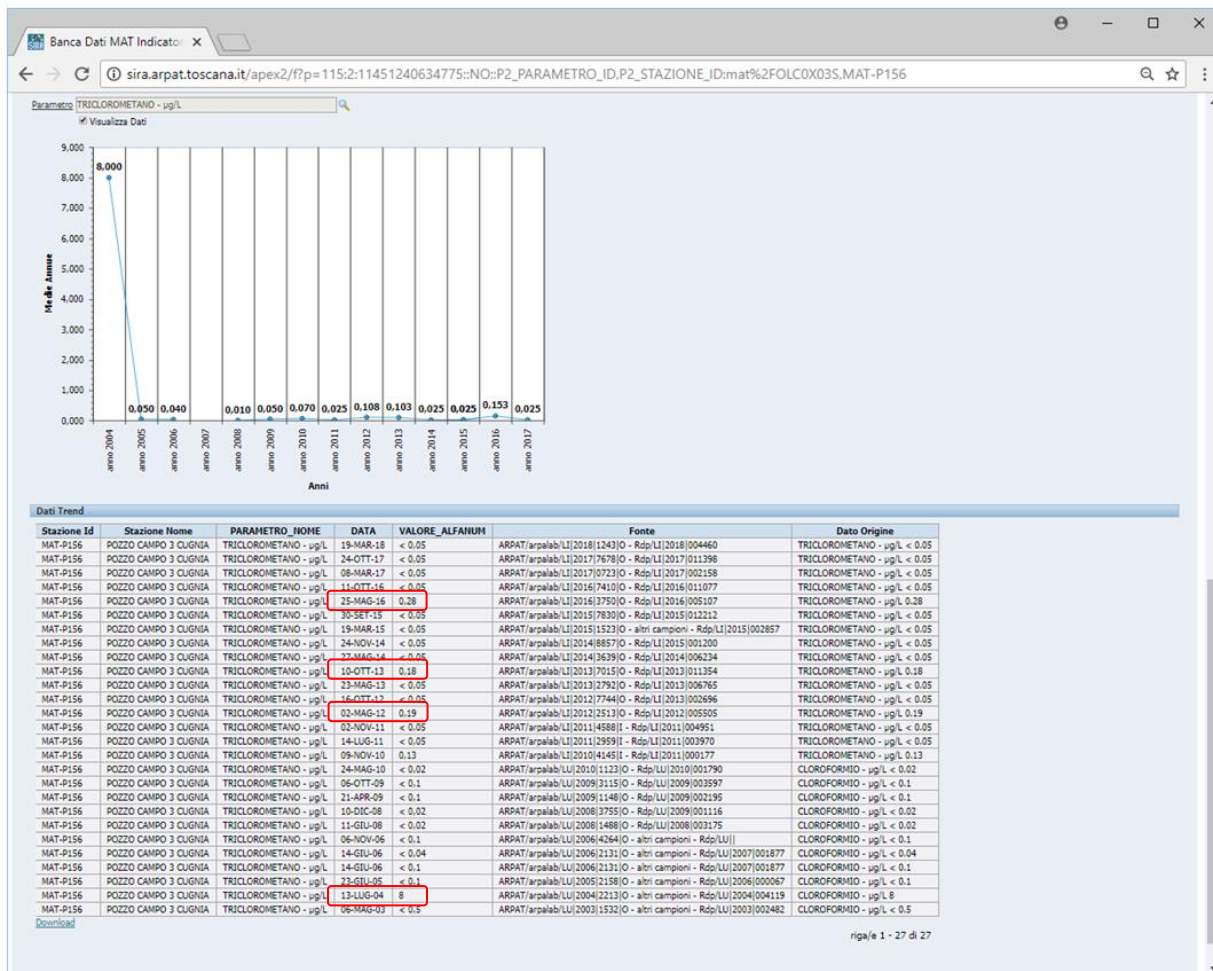 Banca Dati MAT Indicator
sira.arpat.toscana.it/apex2/f?p=115:2:11451240634775::NO::P2_PARAMETRO_ID,P2_STAZIONE_ID:mat%2FOLC0X03S,MAT-P156
Parametro TRICLOROMETANO - µg/L
Visualizza Dati
9,000
8,000
7,000
6,000
5,000
4,000
3,000
2,000
1,000
0,000
Medie Annue
8,000
0,050 0,040 0,010 0,050 0,070 0,025 0,108 0,103 0,025 0,025 0,153 0,025
anno 2004 anno 2005 anno 2006 anno 2007 anno 2008 anno 2009 anno 2010 anno 2011 anno 2012 anno 2013 anno 2014 anno 2015 anno 2016 anno 2017
Anni
Dati Trend
Stazione Id Stazione Nome PARAMETRO_NOME DATA VALORE_ALFANUM Fonte Dato Origine
MAT-P156 POZZO CAMPO 3 CUGNIA TRICLOROMETANO - µg/L 19-MAR-18 < 0.05 ARPAT/arpalab/LI|2018|1243|O - Rdp/LI|2018|004460 TRICLOROMETANO - µg/L < 0.05
MAT-P156 POZZO CAMPO 3 CUGNIA TRICLOROMETANO - µg/L 24-OTT-17 < 0.05 ARPAT/arpalab/LI|2017|7678|O - Rdp/LI|2017|011398 TRICLOROMETANO - µg/L < 0.05
MAT-P156 POZZO CAMPO 3 CUGNIA TRICLOROMETANO - µg/L 08-MAR-17 < 0.05 ARPAT/arpalab/LI|2017|0723|O - Rdp/LI|2017|002158 TRICLOROMETANO - µg/L < 0.05
MAT-P156 POZZO CAMPO 3 CUGNIA TRICLOROMETANO - µg/L 11-OTT-16 < 0.05 ARPAT/arpalab/LI|2016|7410|O - Rdp/LI|2016|011077 TRICLOROMETANO - µg/L < 0.05
MAT-P156 POZZO CAMPO 3 CUGNIA TRICLOROMETANO - µg/L 25-MAG-16 0.28 ARPAT/arpalab/LI|2016|3750|O - Rdp/LI|2016|005107 TRICLOROMETANO - µg/L 0.28
MAT-P156 POZZO CAMPO 3 CUGNIA TRICLOROMETANO - µg/L 30-SET-15 < 0.05 ARPAT/arpalab/LI|2015|7830|O - Rdp/LI|2015|012212 TRICLOROMETANO - µg/L < 0.05
MAT-P156 POZZO CAMPO 3 CUGNIA TRICLOROMETANO - µg/L 19-MAR-15 < 0.05 ARPAT/arpalab/LI|2015|1523|O - altri campioni - Rdp/LI|2015|002857 TRICLOROMETANO - µg/L < 0.05
MAT-P156 POZZO CAMPO 3 CUGNIA TRICLOROMETANO - µg/L 24-NOV-14 < 0.05 ARPAT/arpalab/LI|2014|8857|O - Rdp/LI|2015|001200 TRICLOROMETANO - µg/L < 0.05
MAT-P156 POZZO CAMPO 3 CUGNIA TRICLOROMETANO - µg/L 27-MAG-14 < 0.05 ARPAT/arpalab/LI|2014|3639|O - Rdp/LI|2014|006234 TRICLOROMETANO - µg/L < 0.05
MAT-P156 POZZO CAMPO 3 CUGNIA TRICLOROMETANO - µg/L 10-OTT-13 0,18 ARPAT/arpalab/LI|2013|7015|O - Rdp/LI|2013|011354 TRICLOROMETANO - µg/L 0.18
MAT-P156 POZZO CAMPO 3 CUGNIA TRICLOROMETANO - µg/L 23-MAG-13 < 0.05 ARPAT/arpalab/LI|2013|2792|O - Rdp/LI|2013|006765 TRICLOROMETANO - µg/L < 0.05
MAT-P156 POZZO CAMPO 3 CUGNIA TRICLOROMETANO - µg/L 16-OTT-12 < 0.05 ARPAT/arpalab/LI|2012|7744|O - Rdp/LI|2013|002696 TRICLOROMETANO - µg/L < 0.05
MAT-P156 POZZO CAMPO 3 CUGNIA TRICLOROMETANO - µg/L 02-MAG-12 0,19 ARPAT/arpalab/LI|2012|2513|O - Rdp/LI|2012|005505 TRICLOROMETANO - µg/L 0.19
MAT-P156 POZZO CAMPO 3 CUGNIA TRICLOROMETANO - µg/L 02-NOV-11 < 0.05 ARPAT/arpalab/LI|2011|4588|I - Rdp/LI|2011|004951 TRICLOROMETANO - µg/L < 0.05
MAT-P156 POZZO CAMPO 3 CUGNIA TRICLOROMETANO - µg/L 14-LUG-11 < 0.05 ARPAT/arpalab/LI|2011|2959|I - Rdp/LI|2011|003970 TRICLOROMETANO - µg/L < 0.05
MAT-P156 POZZO CAMPO 3 CUGNIA TRICLOROMETANO - µg/L 09-NOV-10 0,13 ARPAT/arpalab/LI|2010|4145|I - Rdp/LI|2011|000177 TRICLOROMETANO - µg/L 0.13
MAT-P156 POZZO CAMPO 3 CUGNIA TRICLOROMETANO - µg/L 24-MAG-10 < 0.02 ARPAT/arpalab/LU|2010|1123|O - Rdp/LU|2010|001790 CLOROFORMIO - µg/L < 0.02
MAT-P156 POZZO CAMPO 3 CUGNIA TRICLOROMETANO - µg/L 06-OTT-09 < 0.1 ARPAT/arpalab/LU|2009|3115|O - Rdp/LU|2009|003597 CLOROFORMIO - µg/L < 0.1
MAT-P156 POZZO CAMPO 3 CUGNIA TRICLOROMETANO - µg/L 21-APR-09 < 0.1 ARPAT/arpalab/LU|2009|1148|O - Rdp/LU|2009|002195 CLOROFORMIO - µg/L < 0.1
MAT-P156 POZZO CAMPO 3 CUGNIA TRICLOROMETANO - µg/L 10-DIC-08 < 0.02 ARPAT/arpalab/LU|2008|3755|O - Rdp/LU|2009|001116 CLOROFORMIO - µg/L < 0.02
MAT-P156 POZZO CAMPO 3 CUGNIA TRICLOROMETANO - µg/L 11-GIU-08 < 0.02 ARPAT/arpalab/LU|2008|1488|O - Rdp/LU|2008|003175 CLOROFORMIO - µg/L < 0.02
MAT-P156 POZZO CAMPO 3 CUGNIA TRICLOROMETANO - µg/L 06-NOV-06 < 0.1 ARPAT/arpalab/LU|2006|4264|O - altri campioni - Rdp/LU|| CLOROFORMIO - µg/L < 0.1
MAT-P156 POZZO CAMPO 3 CUGNIA TRICLOROMETANO - µg/L 14-GIU-06 < 0.04 ARPAT/arpalab/LU|2006|2131|O - altri campioni - Rdp/LU|2007|001877 CLOROFORMIO - µg/L < 0.04
MAT-P156 POZZO CAMPO 3 CUGNIA TRICLOROMETANO - µg/L 14-GIU-06 < 0.1 ARPAT/arpalab/LU|2006|2131|O - altri campioni - Rdp/LU|2007|001877 CLOROFORMIO - µg/L < 0.1
MAT-P156 POZZO CAMPO 3 CUGNIA TRICLOROMETANO - µg/L 23-GIU-05 < 0.1 ARPAT/arpalab/LU|2005|2158|O - altri campioni - Rdp/LU|2006|000067 CLOROFORMIO - µg/L < 0.1
MAT-P156 POZZO CAMPO 3 CUGNIA TRICLOROMETANO - µg/L 13-LUG-04 8 ARPAT/arpalab/LU|2004|2213|O - altri campioni - Rdp/LU|2004|004119 CLOROFORMIO - µg/L 8
MAT-P156 POZZO CAMPO 3 CUGNIA TRICLOROMETANO - µg/L 06-MAG-03 < 0.5 ARPAT/arpalab/LU|2003|1532|O - altri campioni - Rdp/LU|2003|002482 CLOROFORMIO - µg/L < 0.5
Download
riga/e 1 - 27 di 27